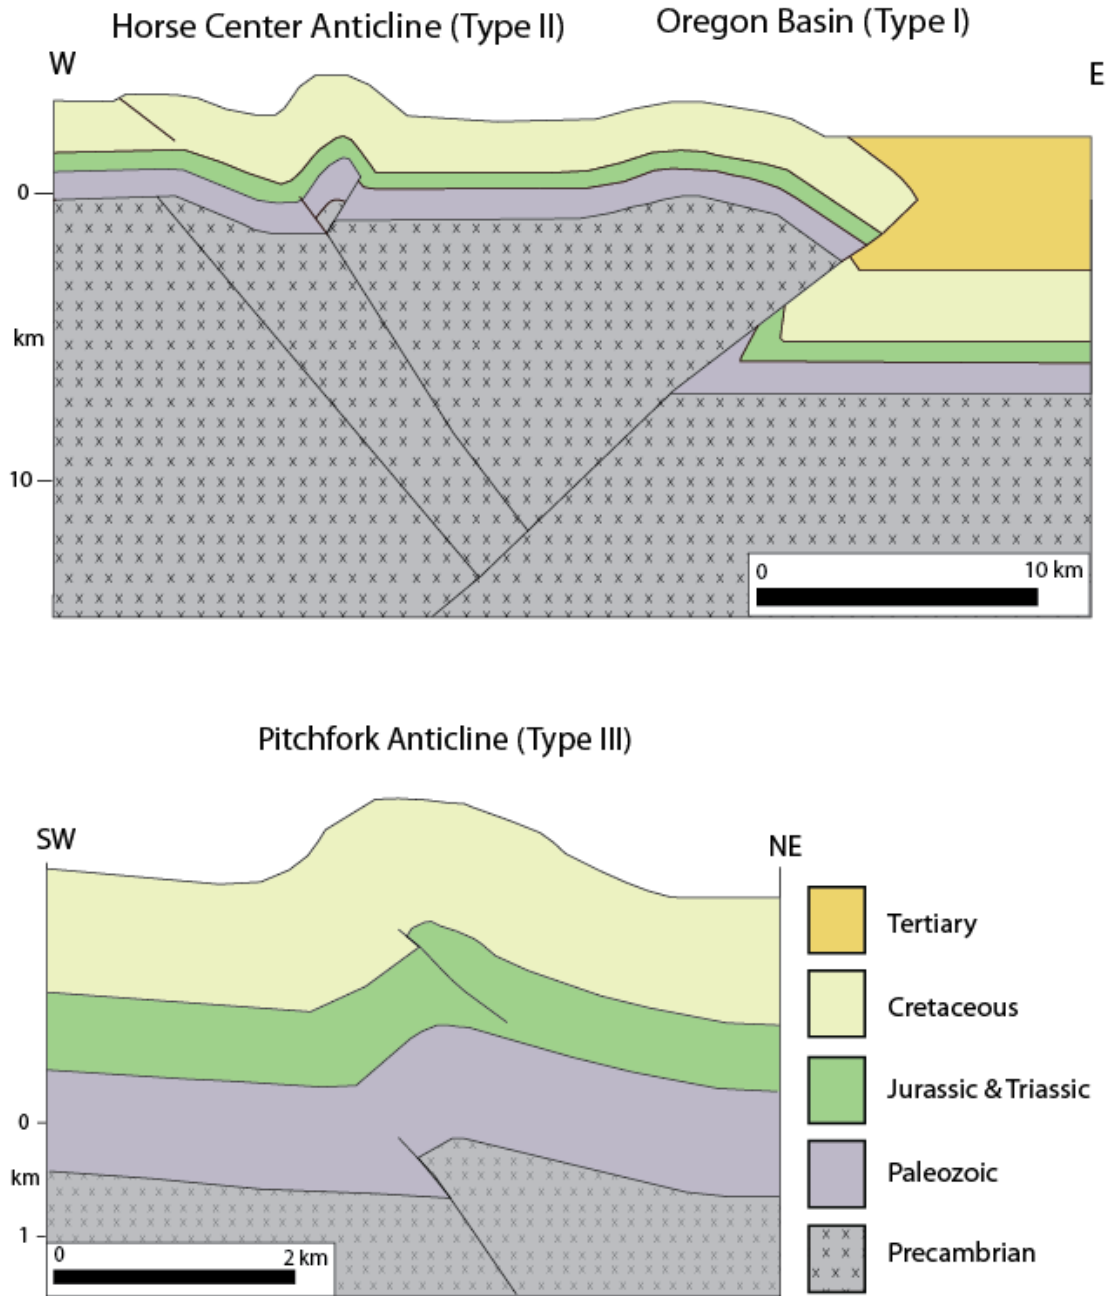 Horse Center Anticline (Type II) Oregon Basin (Type I)
W E
0
km
10
0 10 km
Pitchfork Anticline (Type III)
SW NE
0
km
1
0 2 km
Tertiary
Cretaceous
Jurassic & Triassic
Paleozoic
Precambrian